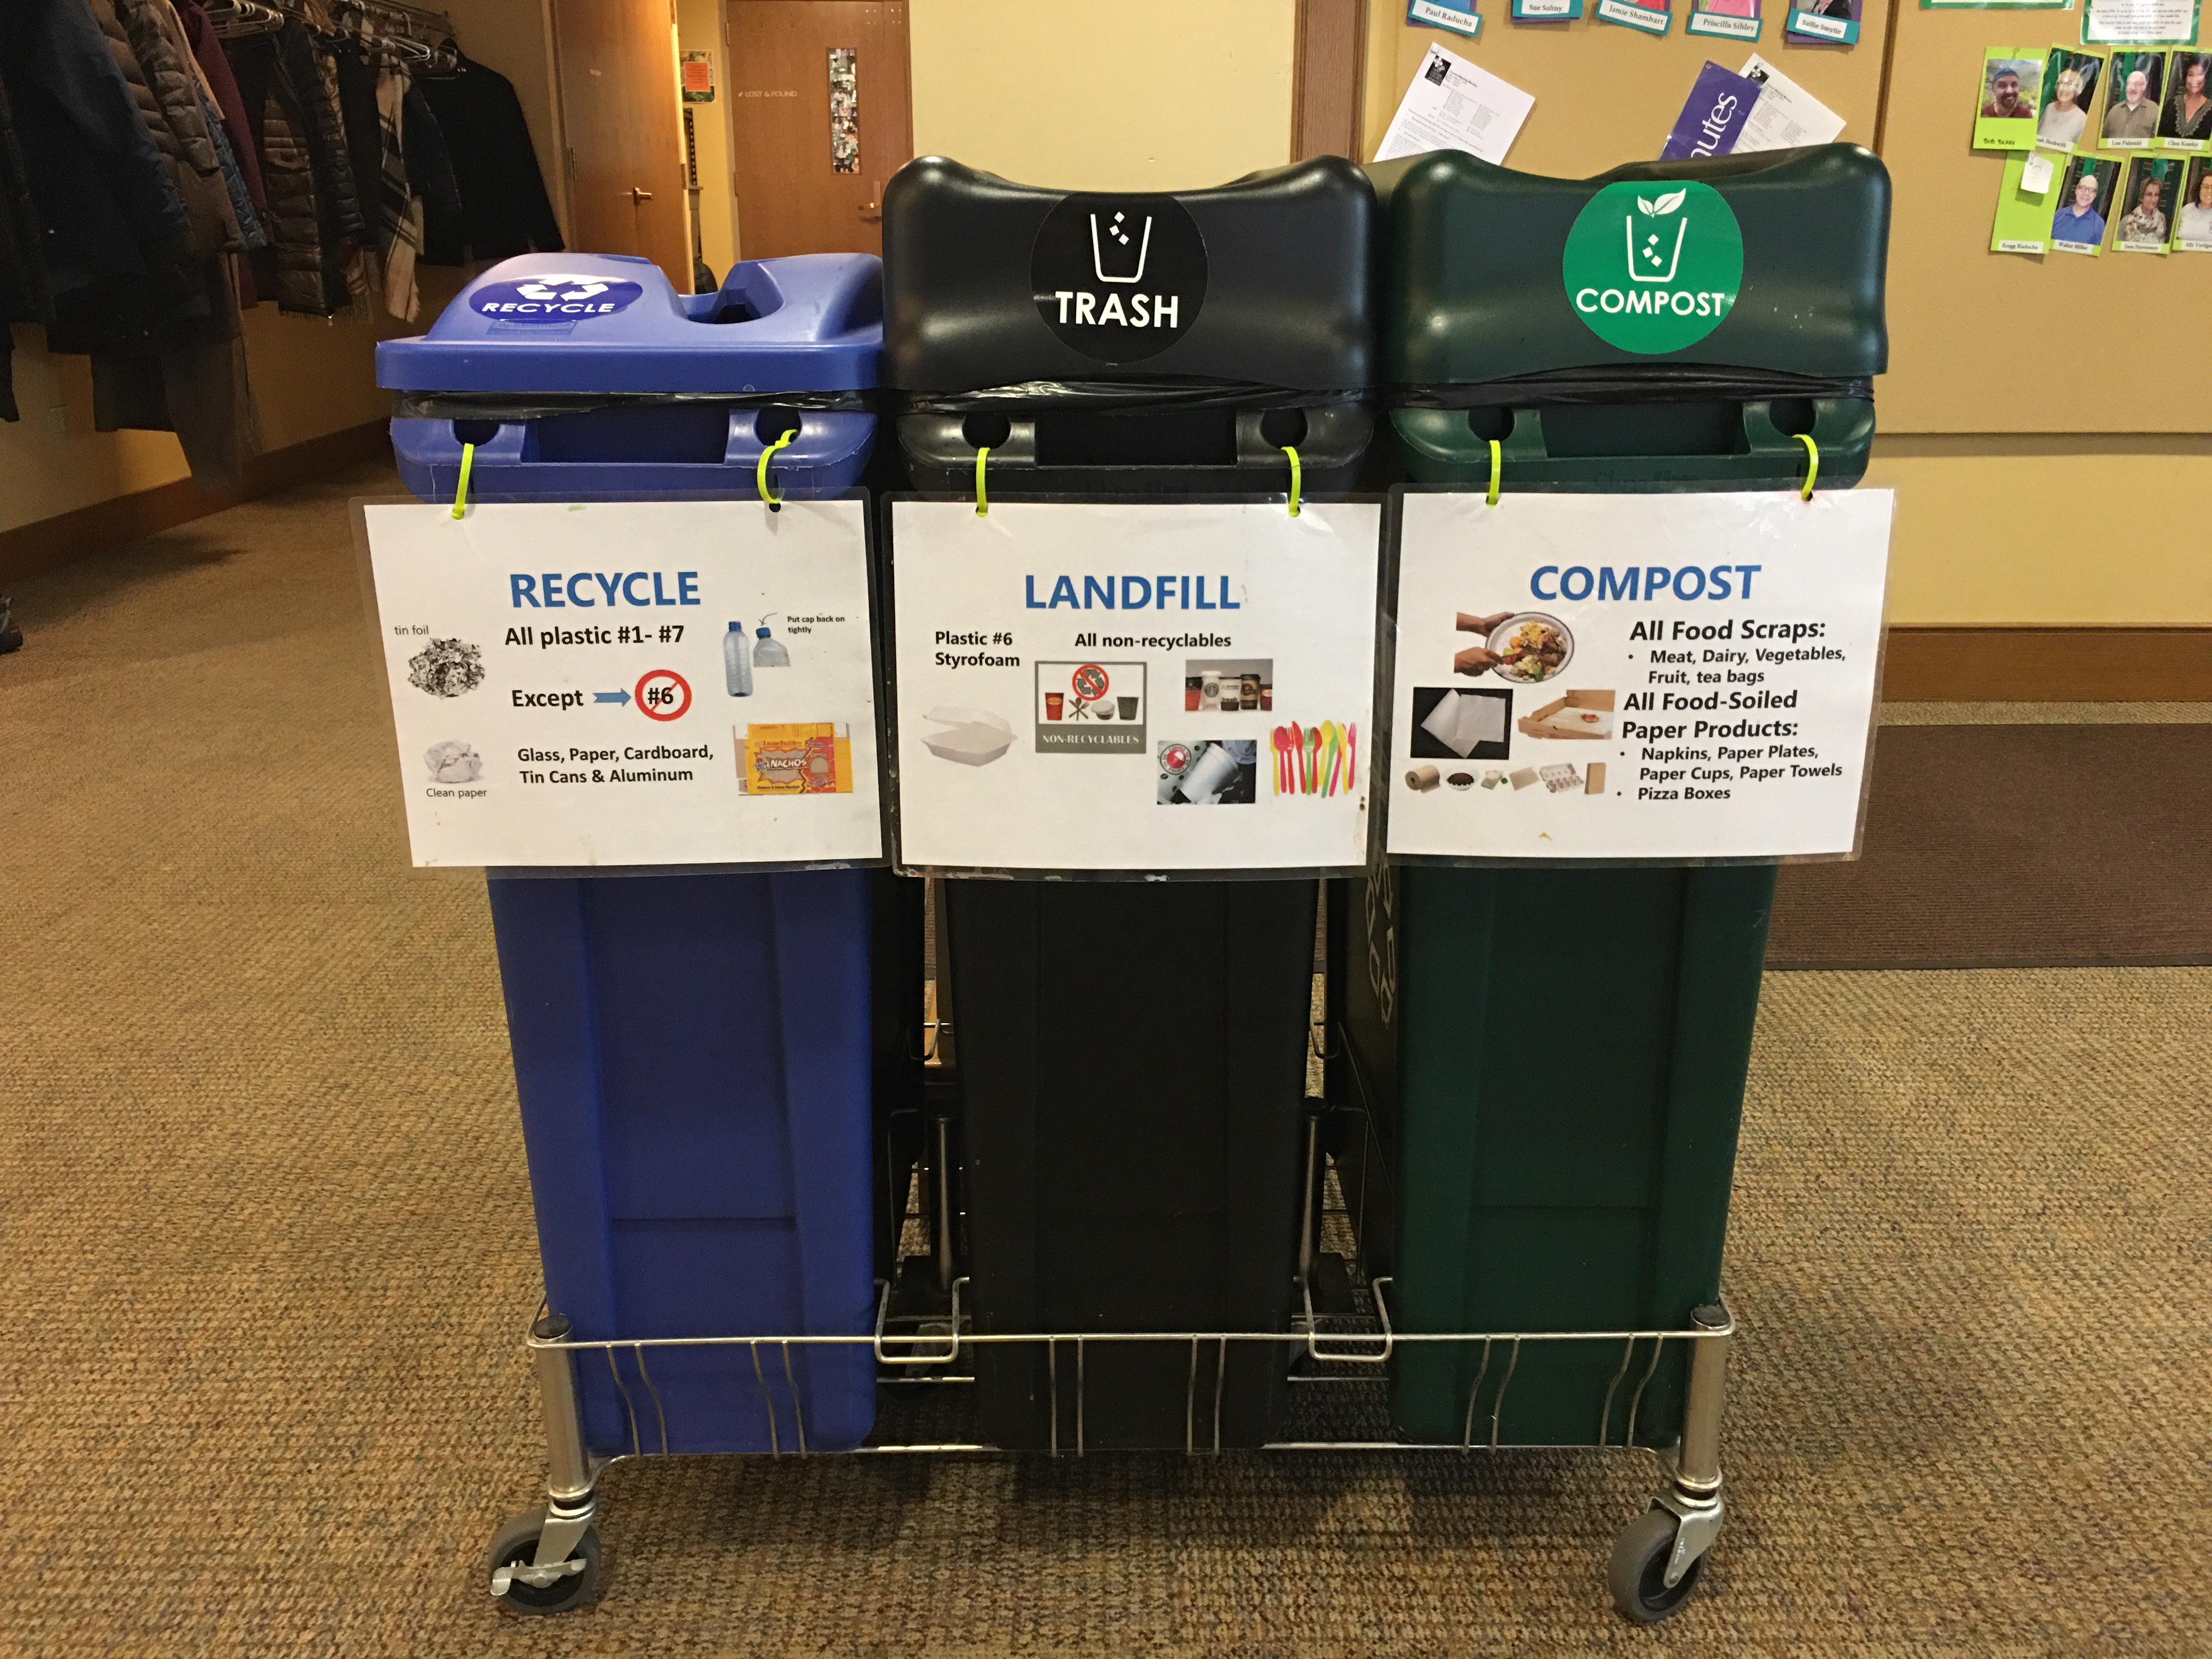 Paul Raducha
Sue Saliny
Jamie Shamhart
Priscilla Sibley
Sallie Smylie
LOST & FOUND
nutes
RECYCLE
TRASH
COMPOST
RECYCLE
tin foil
All plastic #1- #7
Put cap back on
tightly
Except
#6
Glass, Paper, Cardboard,
Tin Cans & Aluminum
NACHOS
Clean paper
LANDFILL
Plastic #6
Styrofoam
All non-recyclables
NON-RECYCLABLES
COMPOST
All Food Scraps:
• Meat, Dairy, Vegetables,
Fruit, tea bags
All Food-Soiled
Paper Products:
• Napkins, Paper Plates,
Paper Cups, Paper Towels
• Pizza Boxes